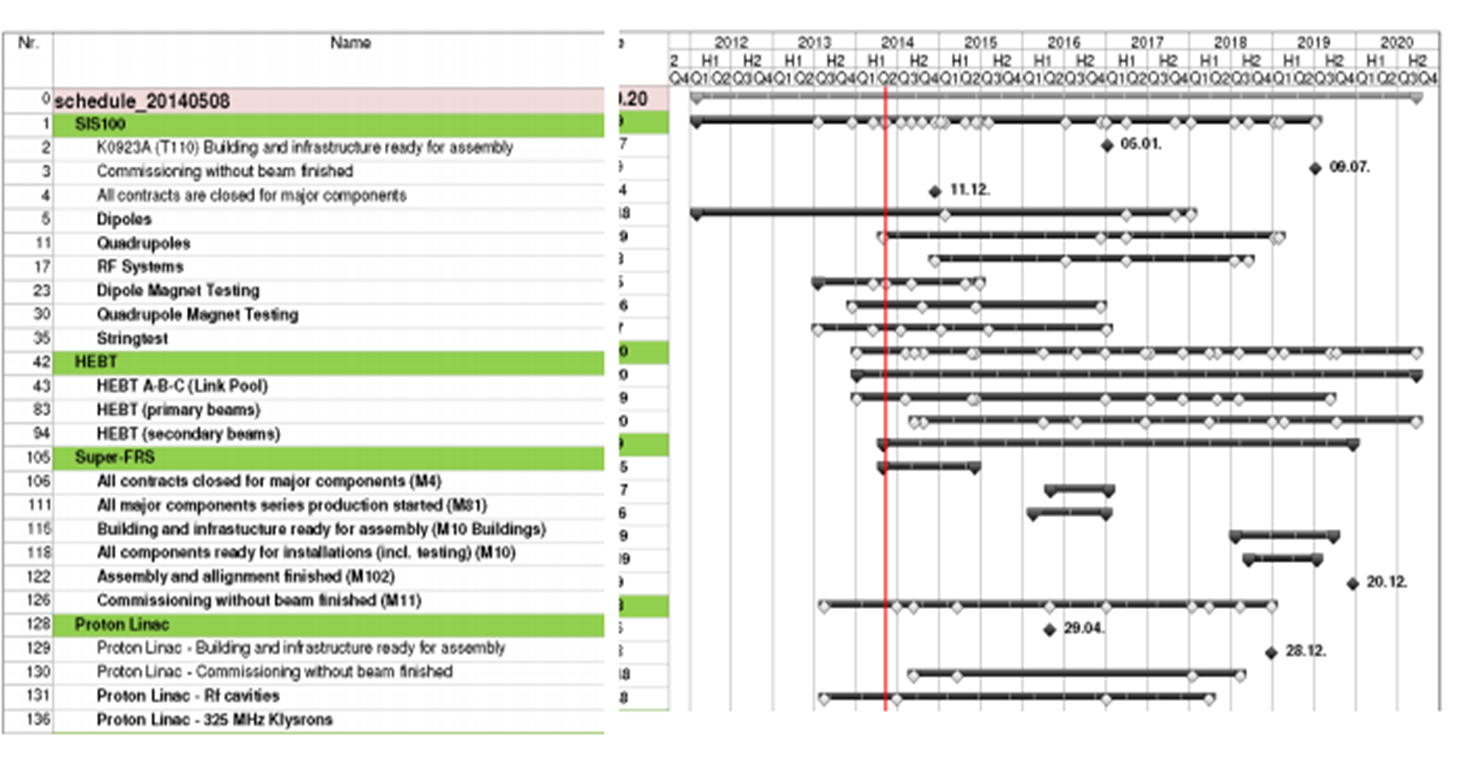 Nr. Name 2012 2013 2014 2015 2016 2017 2018 2019 2020
2 H1 H2 H1 H2 H1 H2 H1 H2 H1 H2 H1 H2 H1 H2 H1 H2 H1 H2
Q4 Q1 Q2 Q3 Q4 Q1 Q2 Q3 Q4 Q1 Q2 Q3 Q4 Q1 Q2 Q3 Q4 Q1 Q2 Q3 Q4 Q1 Q2 Q3 Q4 Q1 Q2 Q3 Q4 Q1 Q2 Q3 Q4 Q1 Q2 Q3 Q4
0 schedule_20140508 .20
1 SIS100
2 K0923A (T110) Building and infrastructure ready for assembly 7 06.01.
3 Commissioning without beam finished 09.07.
4 All contracts are closed for major components 4 11.12.
5 Dipoles
11 Quadrupoles 9
17 RF Systems
23 Dipole Magnet Testing
30 Quadrupole Magnet Testing 6
35 Stringtest
42 HEBT
43 HEBT A-B-C (Link Pool)
83 HEBT (primary beams)
94 HEBT (secondary beams)
105 Super-FRS
106 All contracts closed for major components (M4)
111 All major components series production started (M81)
115 Building and infrastucture ready for assembly (M10 Buildings)
118 All components ready for installations (incl. testing) (M10)
122 Assembly and allignment finished (M102) 20.12.
126 Commissioning without beam finished (M11)
128 Proton Linac 29.04.
129 Proton Linac - Building and infrastructure ready for assembly 28.12.
130 Proton Linac - Commissioning without beam finished
131 Proton Linac - Rf cavities
136 Proton Linac - 325 MHz Klysrons